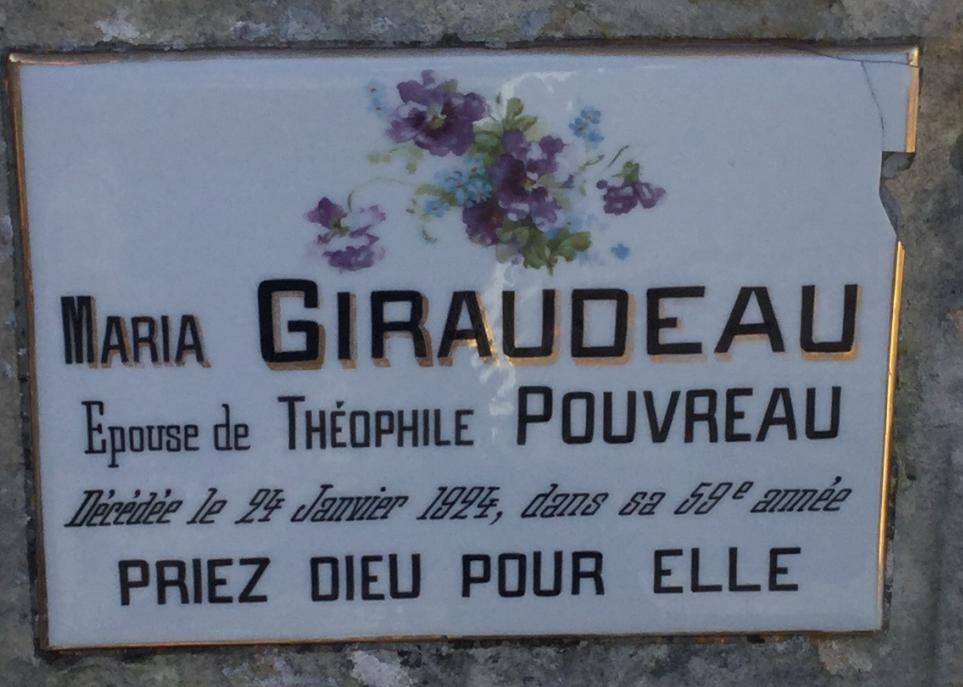 MARIA GIRAUDEAU
Epouse de THÉOPHILE POUVREAU
Décédée le 24 Janvier 1924, dans sa 59e année
PRIEZ DIEU POUR ELLE